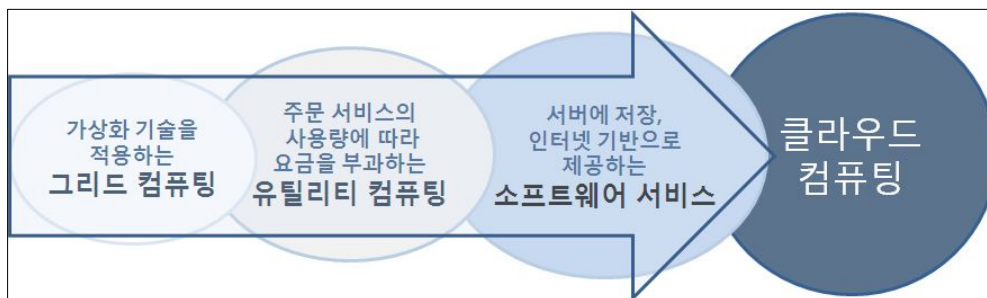 가상화 기술을
적용하는
그리드 컴퓨팅
주문 서비스의
사용량에 따라
요금을 부과하는
유틸리티 컴퓨팅
서버에 저장,
인터넷 기반으로
제공하는
소프트웨어 서비스
클라우드
컴퓨팅